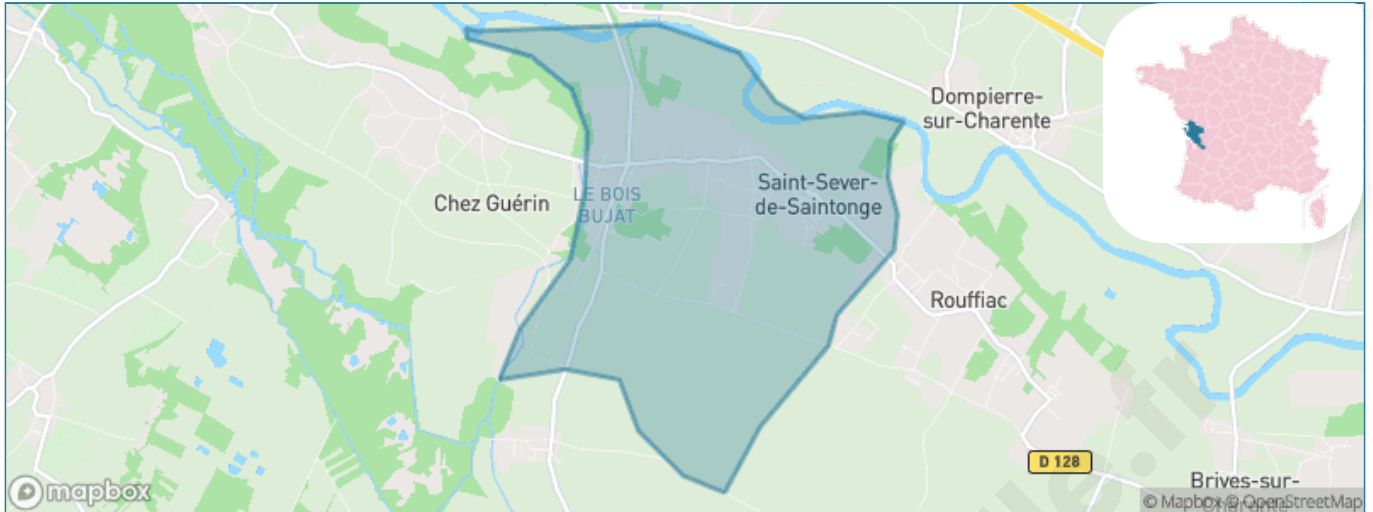 Dompierre-
sur-Charente
Saint-Sever-
de-Saintonge
Chez Guérin
LE BOIS
BUJAT
Rouffiac
D 128
Brives-sur-
Charente
mapbox
© Mapbox © OpenStreetMap